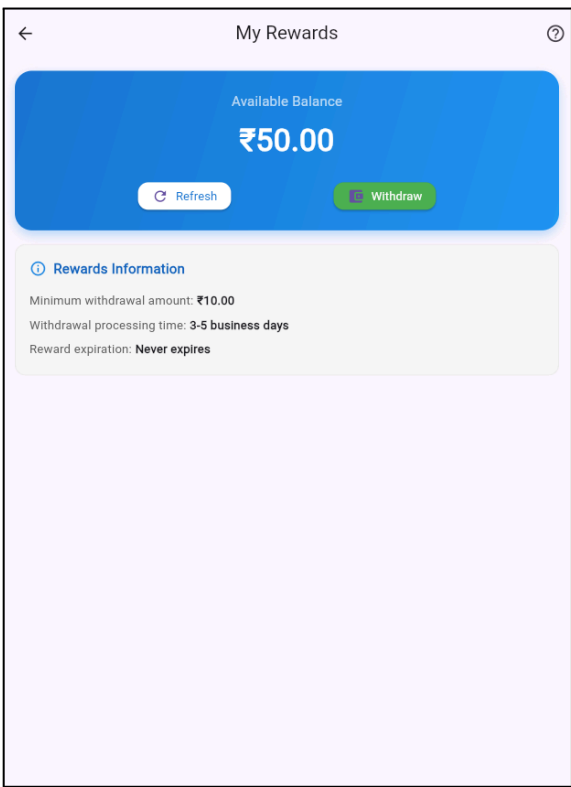 My Rewards
Available Balance
₹50.00
Refresh
Withdraw
Rewards Information
Minimum withdrawal amount: ₹10.00
Withdrawal processing time: 3-5 business days
Reward expiration: Never expires